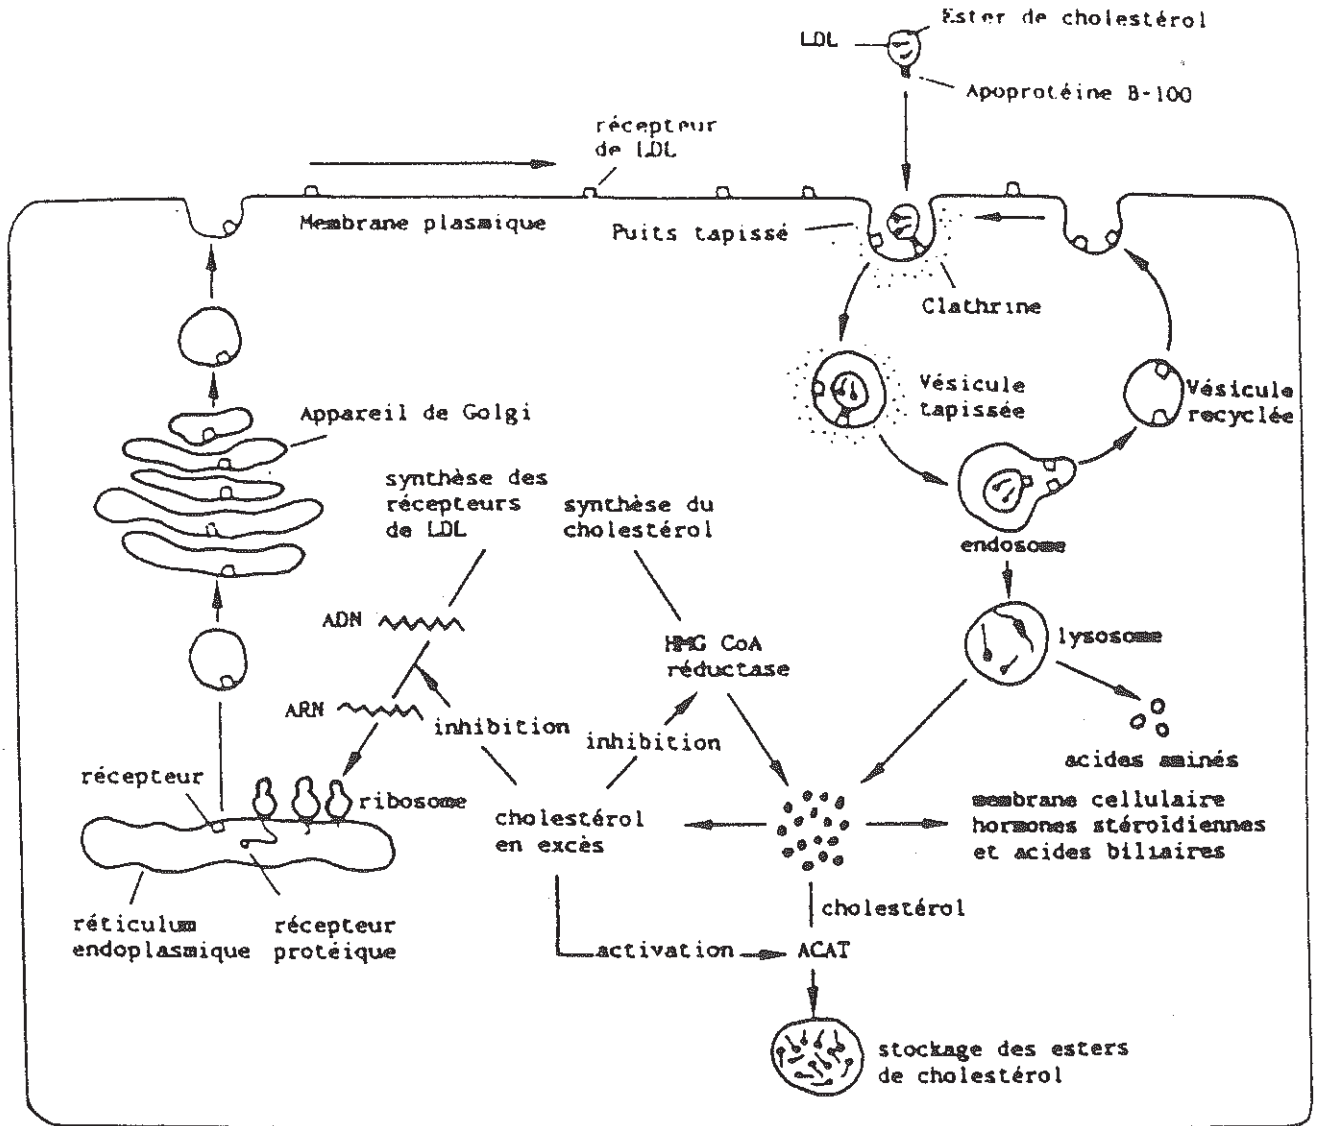 Ester de cholestérol
LDL
Apoprotéine B-100
récepteur
de LDL
Membrane plasmique
Puits tapissé
Clathrine
Vésicule
tapissée
Vésicule
recyclée
Appareil de Golgi
synthèse des
récepteurs
de LDL
synthèse du
cholestérol
endosome
ADN
HMG CoA
réductase
lysosome
ARN
inhibition
inhibition
acides aminés
récepteur
ribosome
cholestérol
en excès
membrane cellulaire
hormones stéroïdiennes
et acides biliaires
réticulum
endoplasmique
récepteur
protéique
cholestérol
activation
ACAT
stockage des esters
de cholestérol